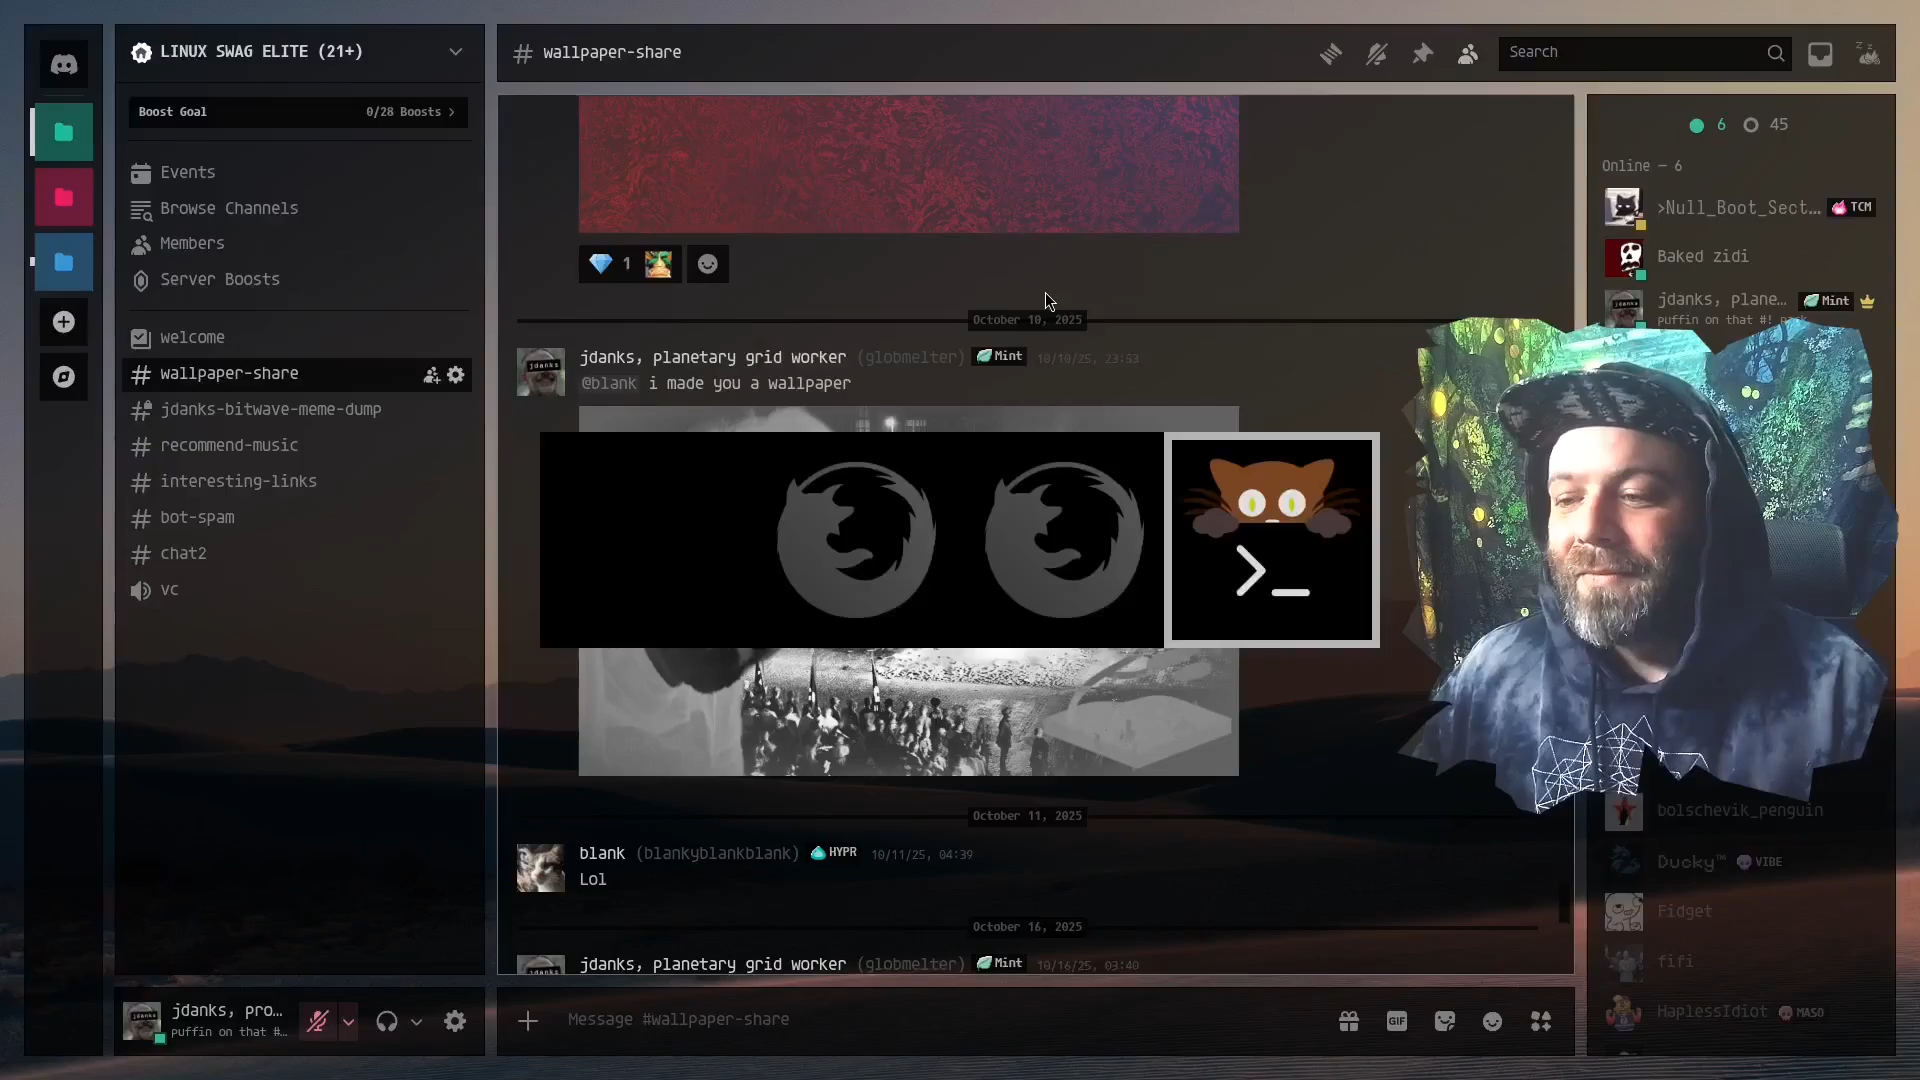 LINUX SWAG ELITE (21+)
Boost Goal
0/28 Boosts
Events
Browse Channels
Members
Server Boosts
welcome
wallpaper-share
jdanks-bitwave-meme-dump
recommend-music
interesting-links
bot-spam
chat2
vc
jdanks, pro…
puffin on that #…
wallpaper-share
Search
1
October 10, 2025
jdanks, planetary grid worker (globmelter) Mint 10/10/25, 23:53
@blank i made you a wallpaper
October 11, 2025
blank (blankyblankblank) HYPR 10/11/25, 04:39
Lol
October 16, 2025
jdanks, planetary grid worker (globmelter) Mint 10/16/25, 03:40
Message #wallpaper-share
GIF
6 45
Online — 6
>Null_Boot_Sect… TCM
Baked zidi
jdanks, plane… Mint
puffin on that #!
bolschevik_penguin
Ducky™ VIBE
Fidget
fifi
HaplessIdiot MASO